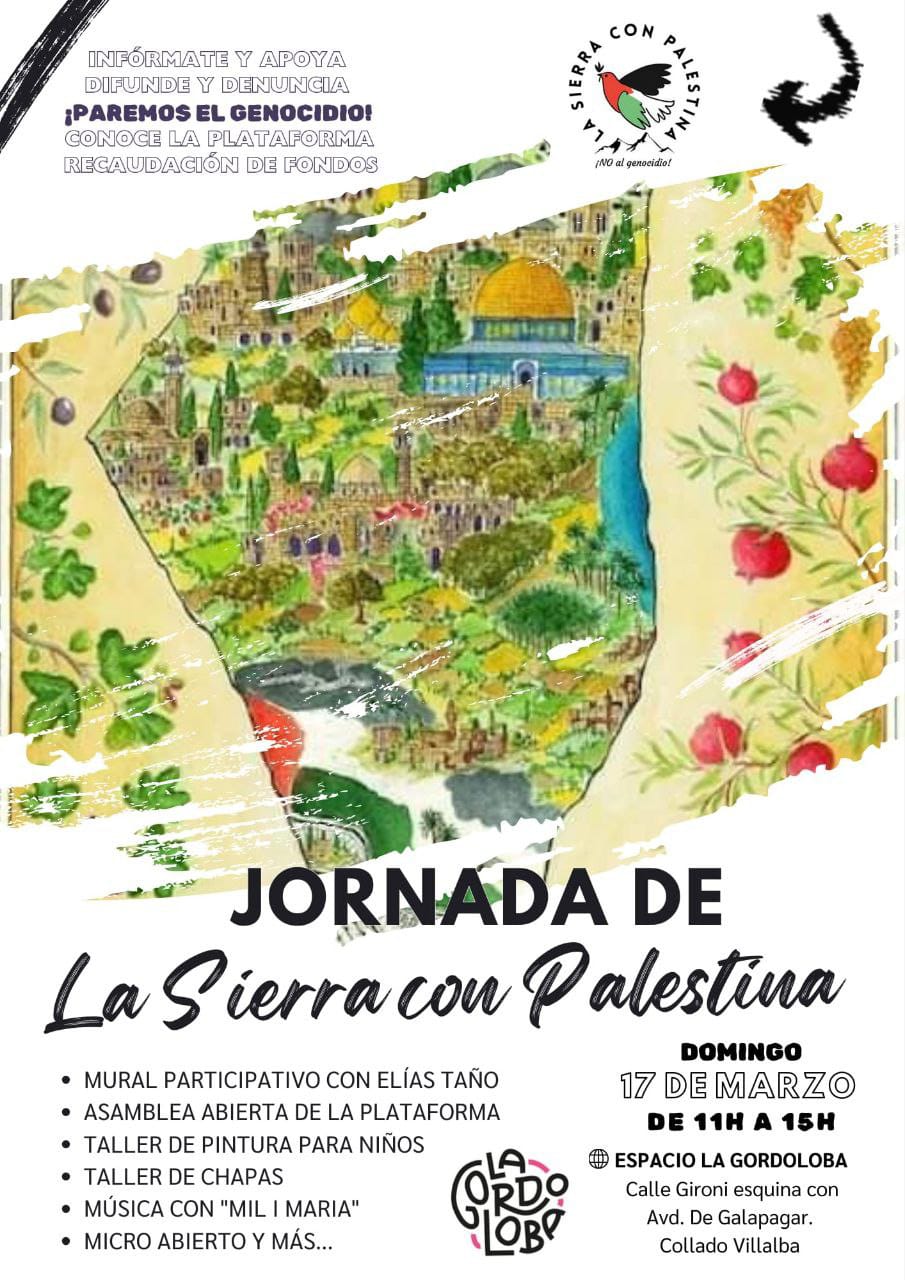 INFÓRMATE Y APOYA
DIFUNDE Y DENUNCIA
¡PAREMOS EL GENOCIDIO!
CONOCE LA PLATAFORMA
RECAUDACIÓN DE FONDOS
LA SIERRA CON PALESTINA
¡NO al genocidio!
JORNADA DE
La Sierra con Palestina
DOMINGO
17 DE MARZO
DE 11H A 15H
• MURAL PARTICIPATIVO CON ELÍAS TAÑO
• ASAMBLEA ABIERTA DE LA PLATAFORMA
• TALLER DE PINTURA PARA NIÑOS
• TALLER DE CHAPAS
• MÚSICA CON "MIL I MARIA"
• MICRO ABIERTO Y MÁS...
LA
GORDO
LOBA
ESPACIO LA GORDOLOBA
Calle Gironi esquina con
Avd. De Galapagar.
Collado Villalba